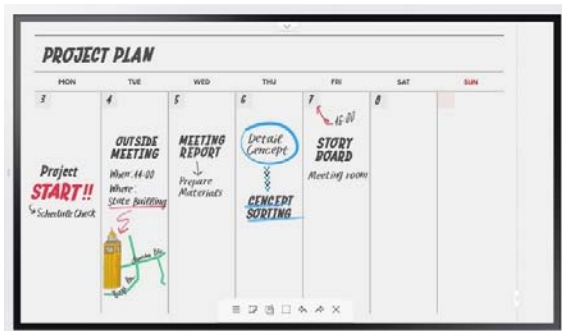 PROJECT PLAN
MON TUE WED THU FRI SAT SUN
3 4 5 6 7 8
Project
START!!
Schedule Check
OUTSIDE
MEETING
When: 14:00
Where:
State Building
MEETING
REPORT
Prepare
Materials
Detail
Concept
CENCEPT
SORTING
15:00
STORY
BOARD
Meeting room